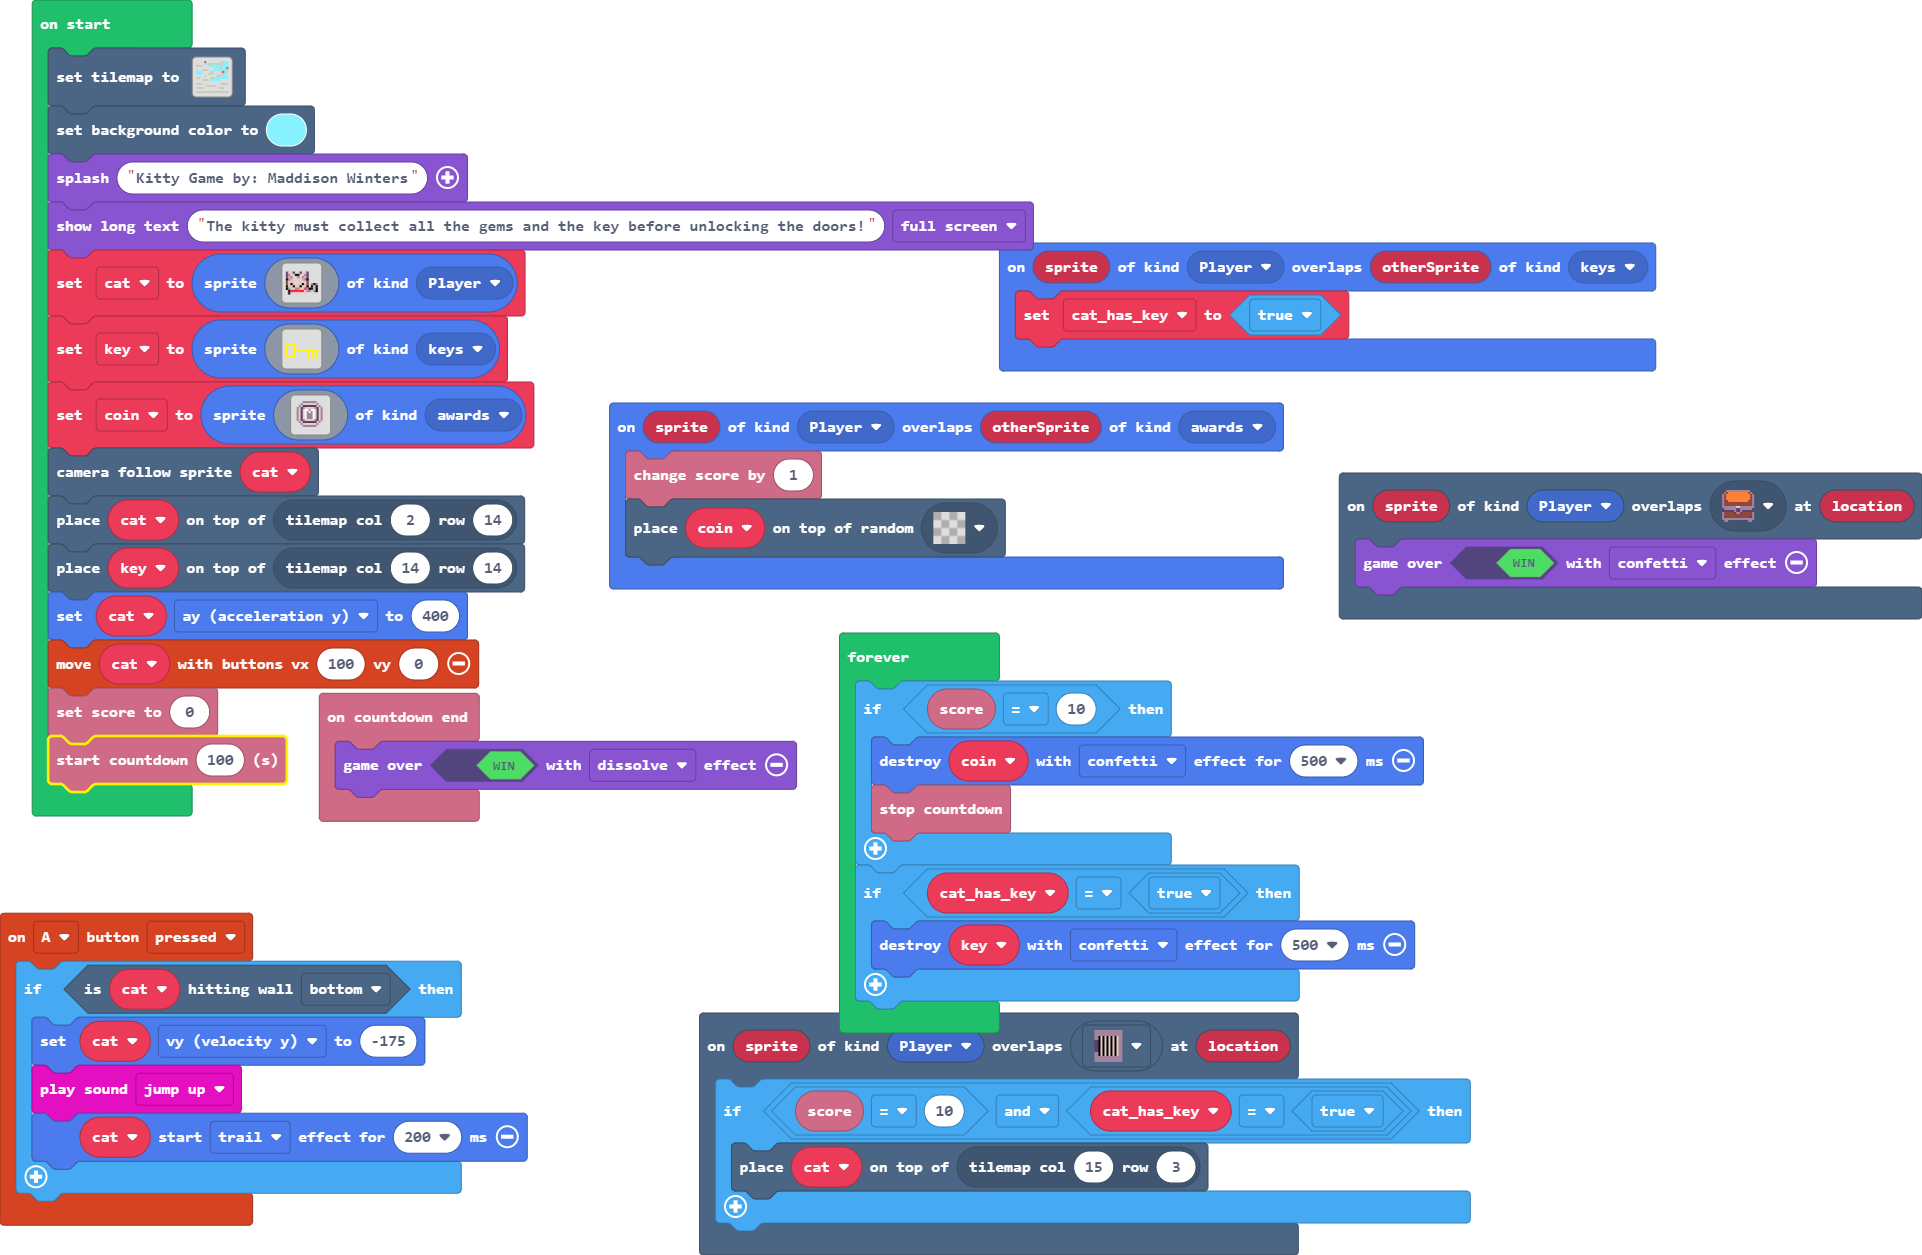 on start
set tilemap to
set background color to
splash "Kitty Game by: Maddison Winters"
show long text "The kitty must collect all the gems and the key before unlocking the doors!" full screen
set cat to sprite of kind Player
set key to sprite of kind keys
set coin to sprite of kind awards
camera follow sprite cat
place cat on top of tilemap col 2 row 14
place key on top of tilemap col 14 row 14
set cat ay (acceleration y) to 400
move cat with buttons vx 100 vy 0
set score to 0
start countdown 100 (s)
on sprite of kind Player overlaps otherSprite of kind keys
set cat_has_key to true
on sprite of kind Player overlaps otherSprite of kind awards
change score by 1
place coin on top of random
on sprite of kind Player overlaps at location
game over WIN with confetti effect
on countdown end
game over WIN with dissolve effect
forever
if score = 10 then
destroy coin with confetti effect for 500 ms
stop countdown
if cat_has_key = true then
destroy key with confetti effect for 500 ms
on A button pressed
if is cat hitting wall bottom then
set cat vy (velocity y) to -175
play sound jump up
cat start trail effect for 200 ms
on sprite of kind Player overlaps at location
if score = 10 and cat_has_key = true then
place cat on top of tilemap col 15 row 3